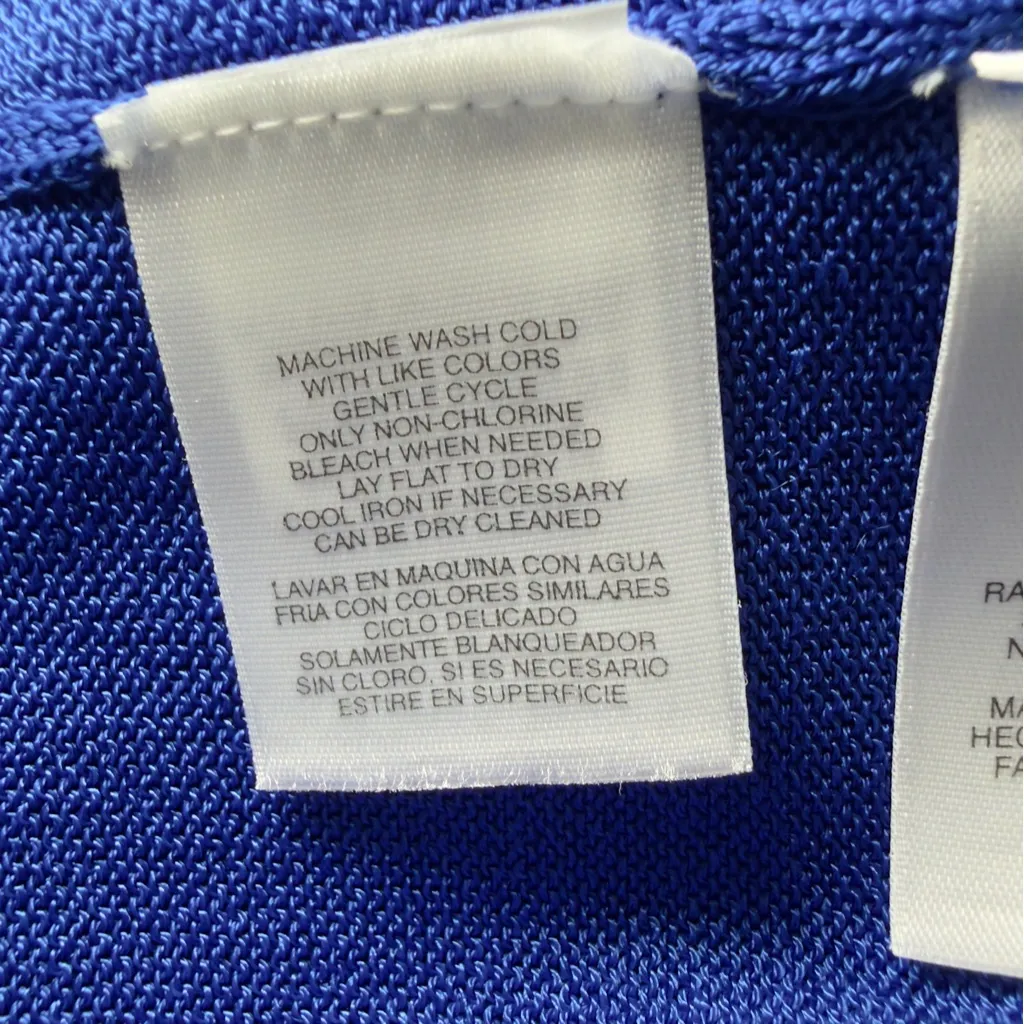 MACHINE WASH COLD
WITH LIKE COLORS
GENTLE CYCLE
ONLY NON-CHLORINE
BLEACH WHEN NEEDED
LAY FLAT TO DRY
COOL IRON IF NECESSARY
CAN BE DRY CLEANED
LAVAR EN MAQUINA CON AGUA
FRIA CON COLORES SIMILARES
CICLO DELICADO
SOLAMENTE BLANQUEADOR
SIN CLORO, SI ES NECESARIO
ESTIRE EN SUPERFICIE